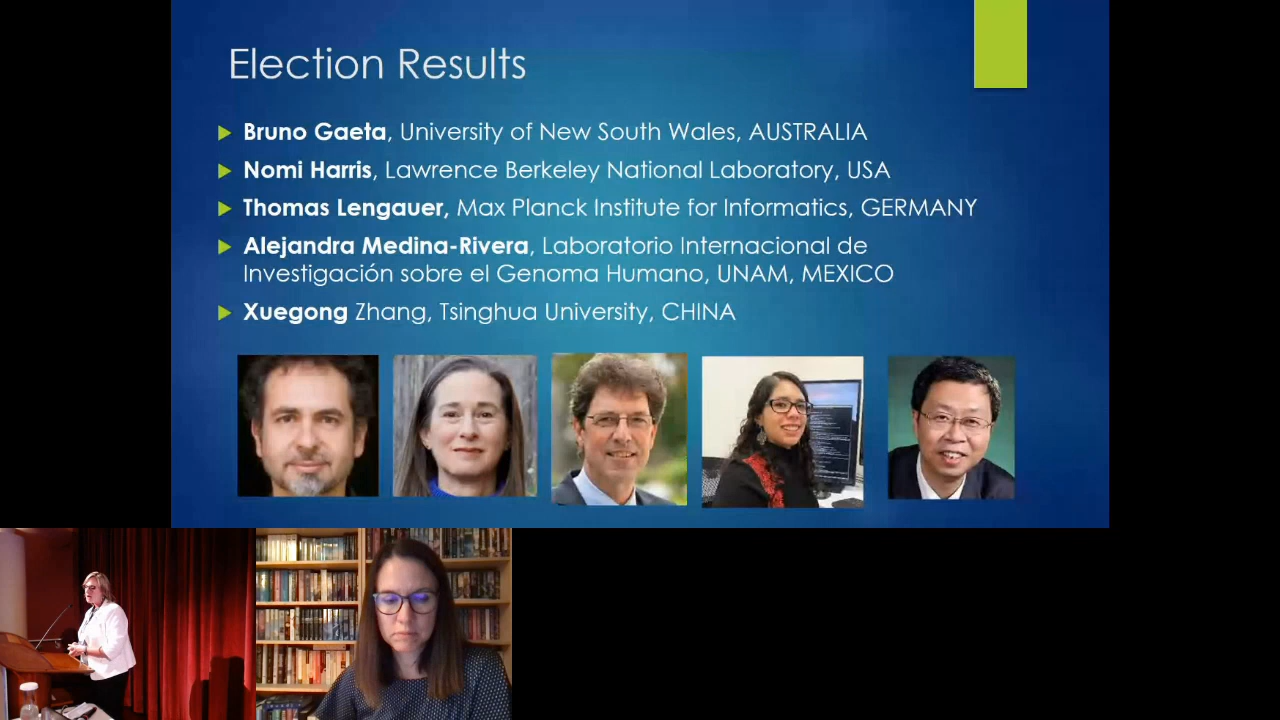 Election Results
Bruno Gaeta, University of New South Wales, AUSTRALIA
Nomi Harris, Lawrence Berkeley National Laboratory, USA
Thomas Lengauer, Max Planck Institute for Informatics, GERMANY
Alejandra Medina-Rivera, Laboratorio Internacional de
Investigación sobre el Genoma Humano, UNAM, MEXICO
Xuegong Zhang, Tsinghua University, CHINA